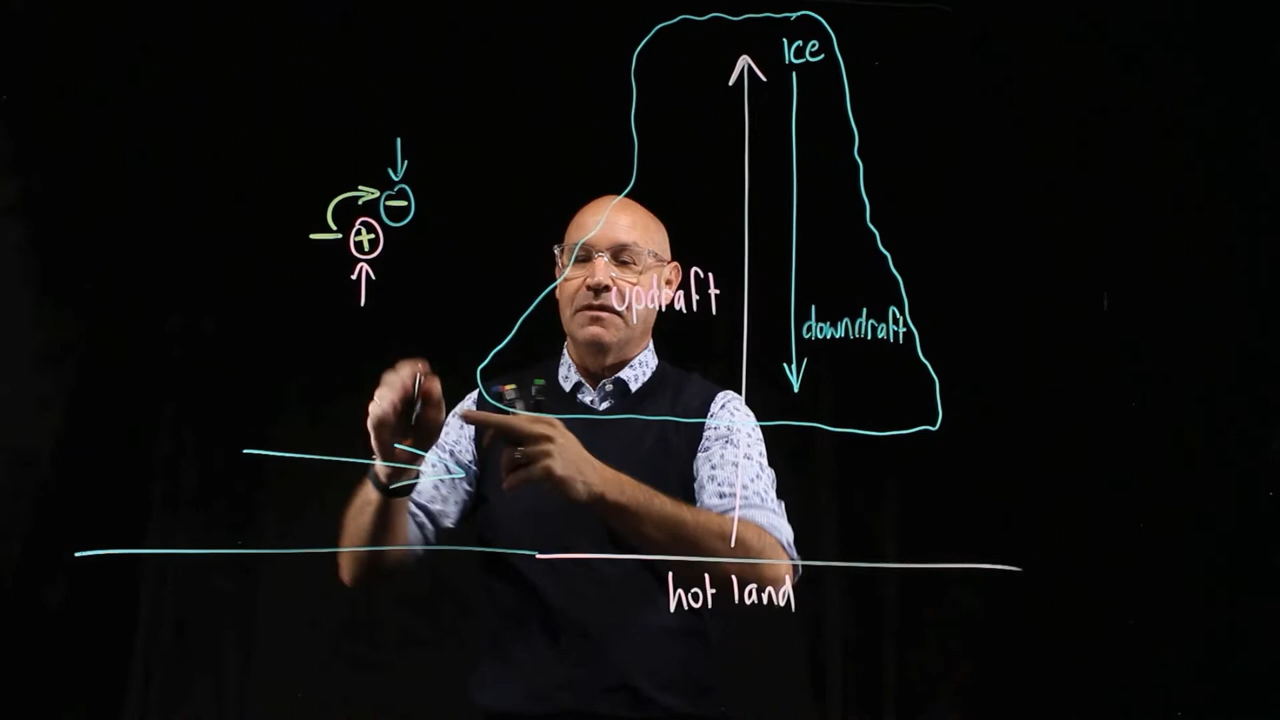 Ice
−
− +
updraft
downdraft
hot land